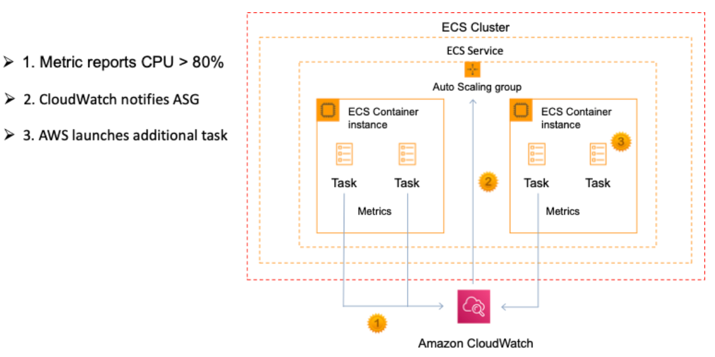 ECS Cluster
ECS Service
Auto Scaling group
➢ 1. Metric reports CPU > 80%
➢ 2. CloudWatch notifies ASG
➢ 3. AWS launches additional task
ECS Container
instance
Task
Task
Metrics
ECS Container
instance
3
Task
Task
Metrics
2
1
Amazon CloudWatch